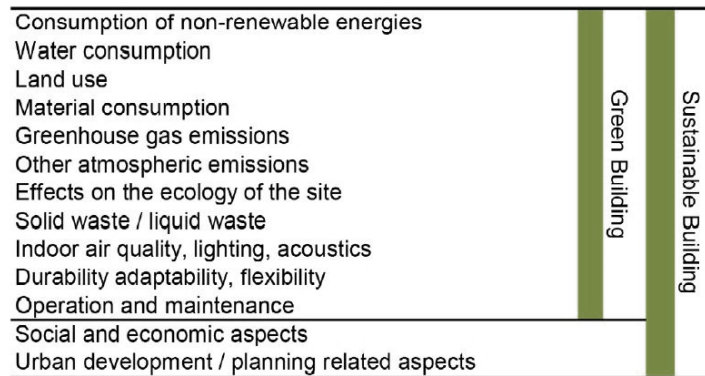 Consumption of non-renewable energies
Water consumption
Land use
Material consumption
Greenhouse gas emissions
Other atmospheric emissions
Effects on the ecology of the site
Solid waste / liquid waste
Indoor air quality, lighting, acoustics
Durability adaptability, flexibility
Operation and maintenance
Social and economic aspects
Urban development / planning related aspects
Green Building
Sustainable Building